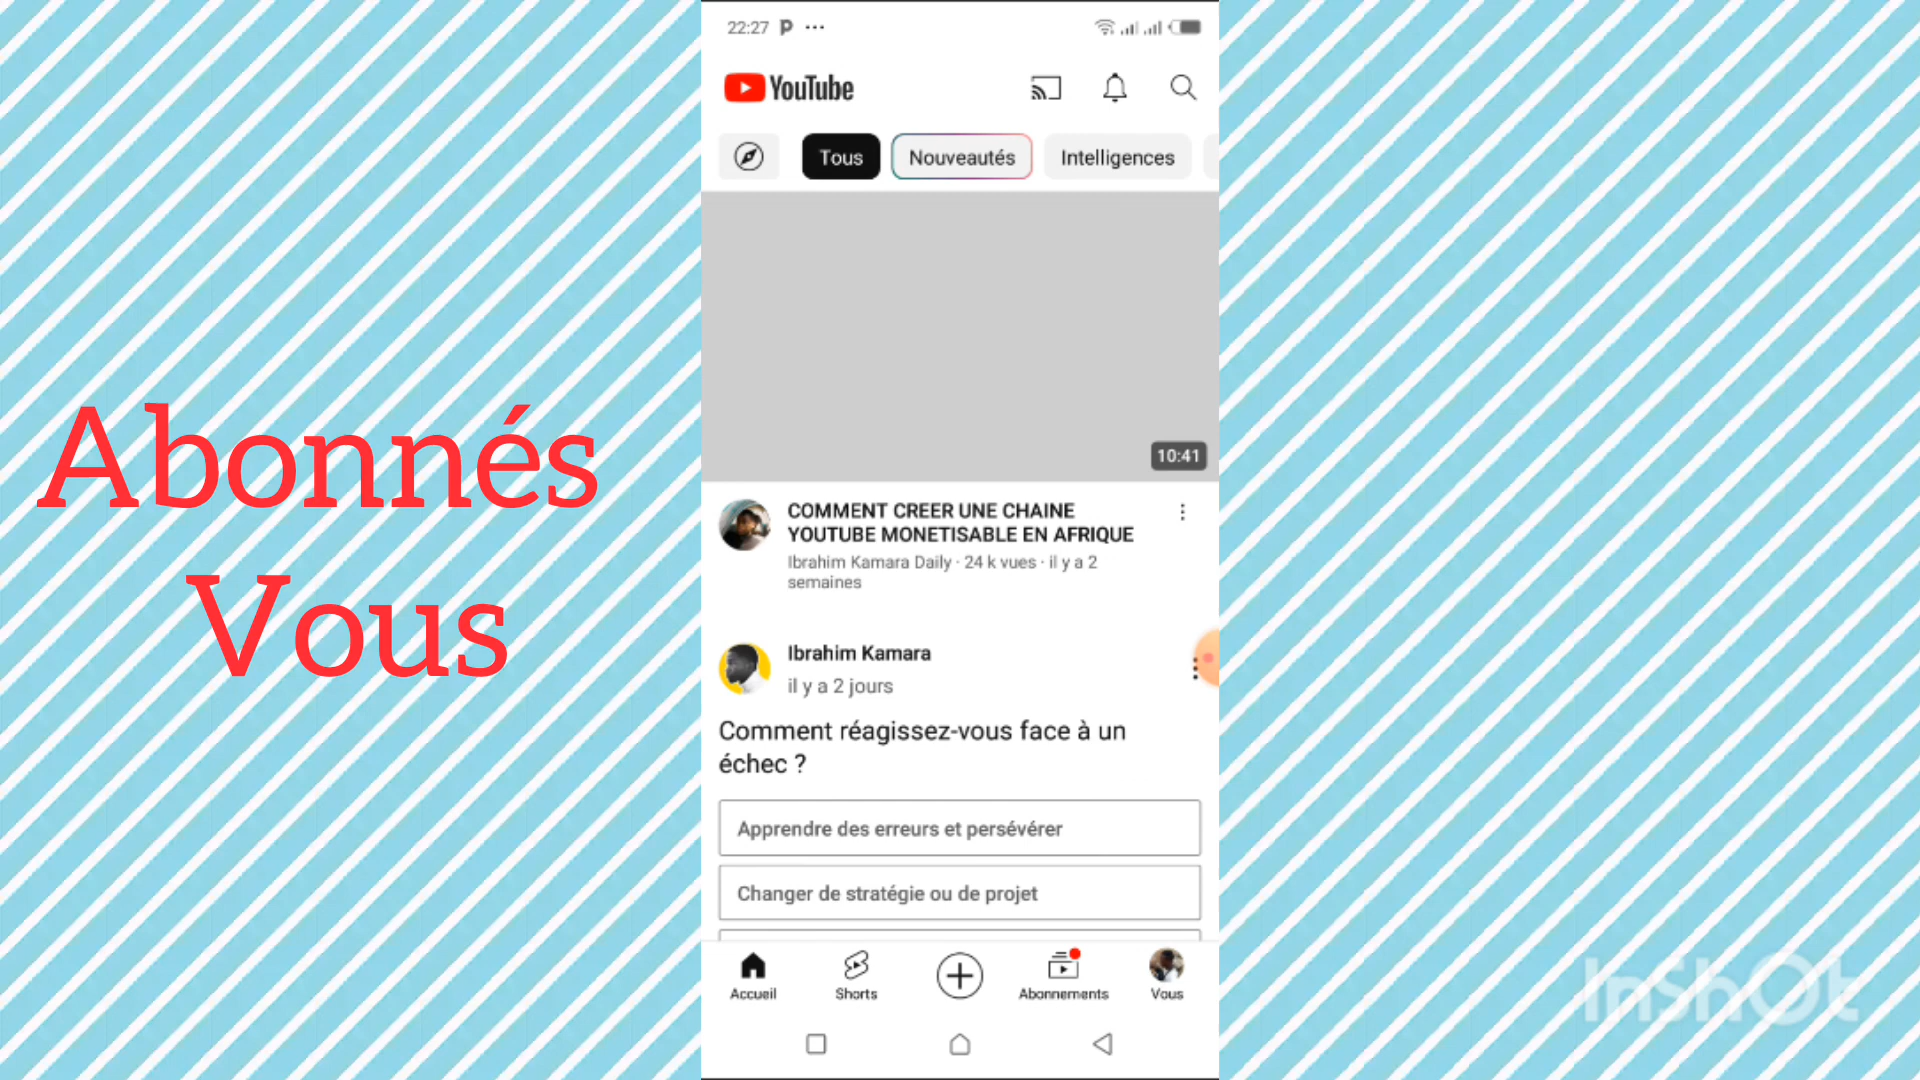 22:27 P ...
YouTube
Tous
Nouveautés
Intelligences
10:41
COMMENT CREER UNE CHAINE
YOUTUBE MONETISABLE EN AFRIQUE
Ibrahim Kamara Daily · 24 k vues · il y a 2
semaines
Abonnés
Vous
Ibrahim Kamara
il y a 2 jours
Comment réagissez-vous face à un
échec ?
Apprendre des erreurs et persévérer
Changer de stratégie ou de projet
Accueil
Shorts
Abonnements
Vous
InShOt